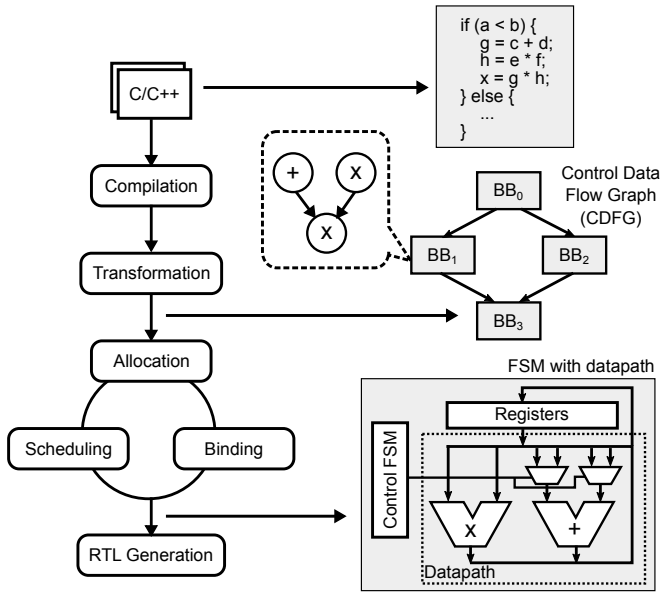 C/C++
if (a < b) {
g = c + d;
h = e * f;
x = g * h;
} else {
...
}
Compilation
+
x
x
Control Data
Flow Graph
(CDFG)
BB0
BB1
BB2
BB3
Transformation
Allocation
Scheduling
Binding
RTL Generation
FSM with datapath
Registers
Control FSM
x
+
Datapath